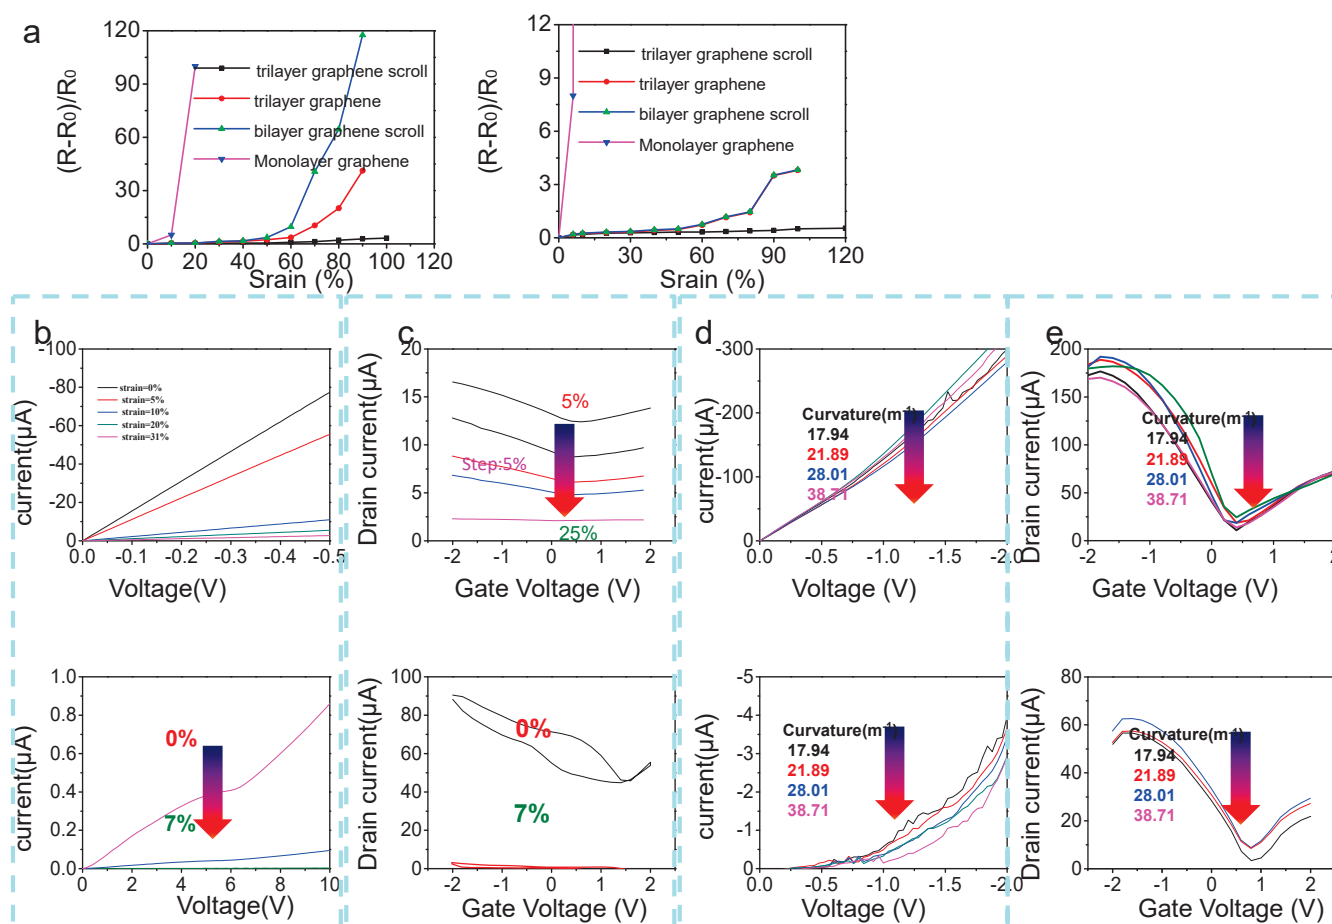 a
(R-R0)/R0
120
90
60
30
0
trilayer graphene scroll
trilayer graphene
bilayer graphene scroll
Monolayer graphene
0 20 40 60 80 100 120
Srain (%)
(R-R0)/R0
12
9
6
3
0
trilayer graphene scroll
trilayer graphene
bilayer graphene scroll
Monolayer graphene
0 30 60 90 120
Srain (%)
b
current(µA)
-100
-80
-60
-40
-20
0
strain=0%
strain=5%
strain=10%
strain=20%
strain=31%
0.0 -0.1 -0.2 -0.3 -0.4 -0.5
Voltage(V)
c
Drain current(µA)
20
15
10
5
0
5%
Step:5%
25%
-2 -1 0 1 2
Gate Voltage (V)
d
current(µA)
-300
-200
-100
0
Curvature(m-1)
17.94
21.89
28.01
38.71
0.0 -0.5 -1.0 -1.5 -2.0
Voltage (V)
e
Drain current(µA)
200
150
100
50
0
Curvature(m-1)
17.94
21.89
28.01
38.71
-2 -1 0 1 2
Gate Voltage (V)
current(µA)
1.0
0.8
0.6
0.4
0.2
0.0
0%
7%
0 2 4 6 8 10
Voltage(V)
Drain current(µA)
100
80
60
40
20
0
0%
7%
-2 -1 0 1 2
Gate Voltage (V)
current(µA)
-5
-4
-3
-2
-1
0
Curvature(m-1)
17.94
21.89
28.01
38.71
0.0 -0.5 -1.0 -1.5 -2.0
Voltage (V)
Drain current(µA)
80
60
40
20
0
Curvature(m-1)
17.94
21.89
28.01
38.71
-2 -1 0 1 2
Gate Voltage (V)